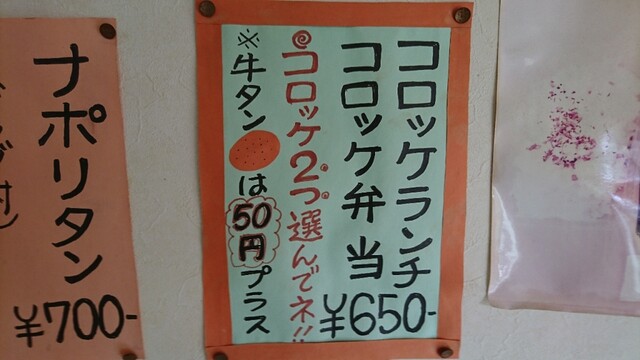 コロッケランチ
コロッケ弁当
¥650-
コロッケ2つ選んでネ!!
※牛タンは50円プラス
ナポリタン
¥700-